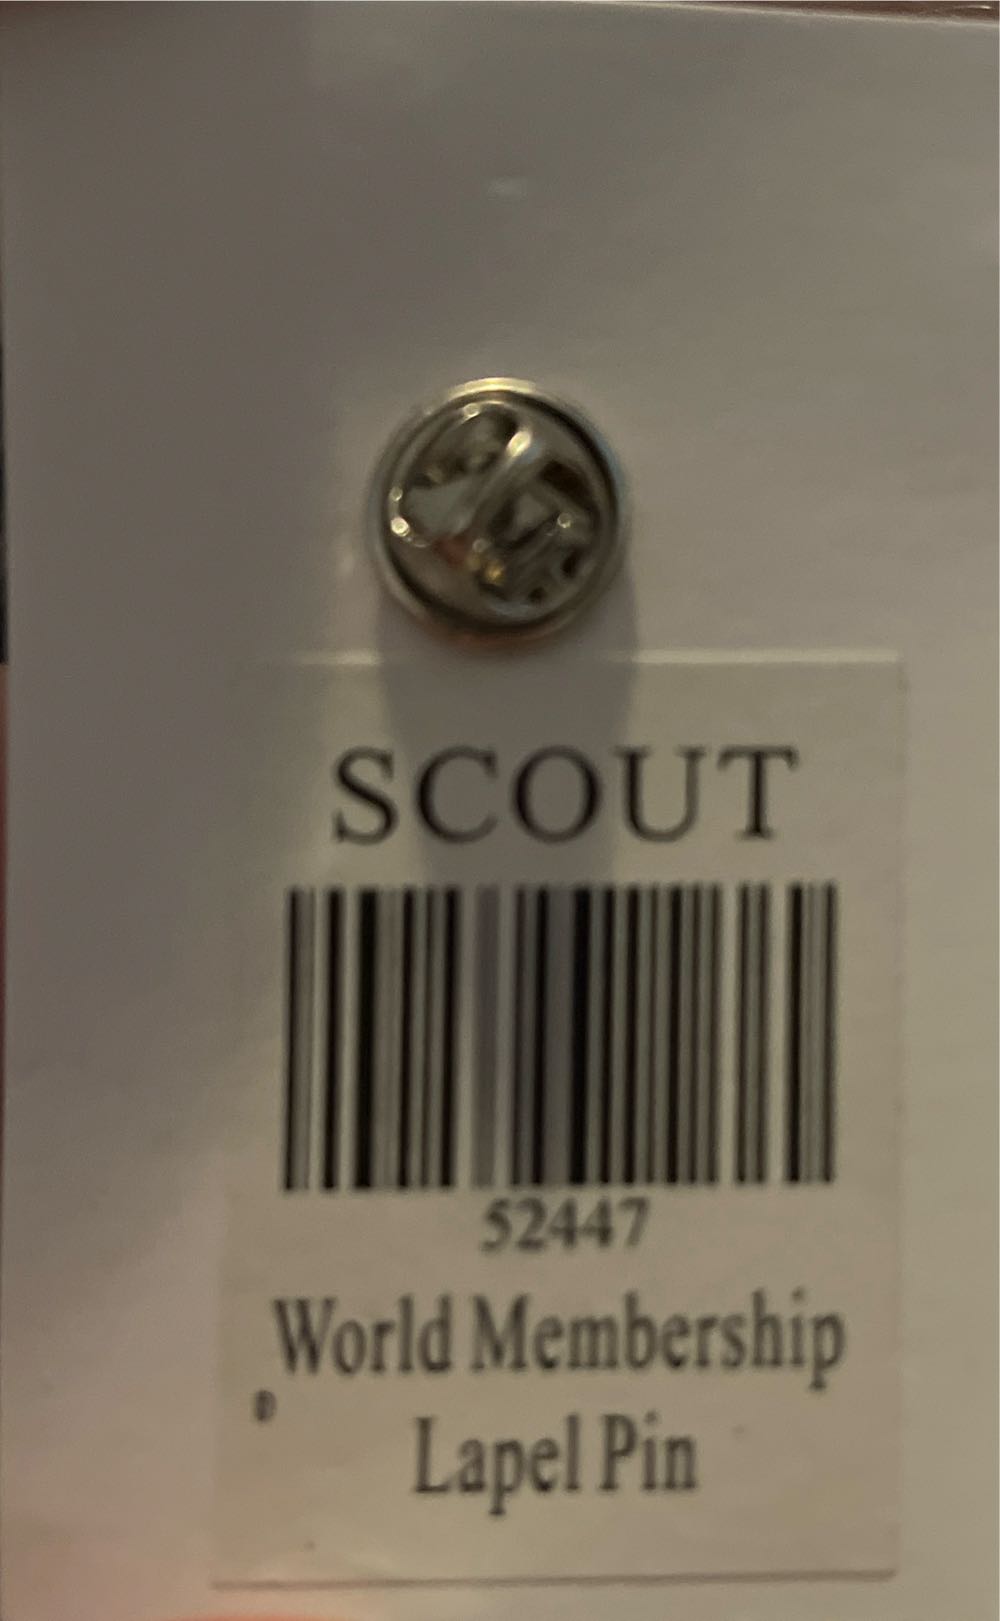 SCOUT
52447
World Membership
Lapel Pin